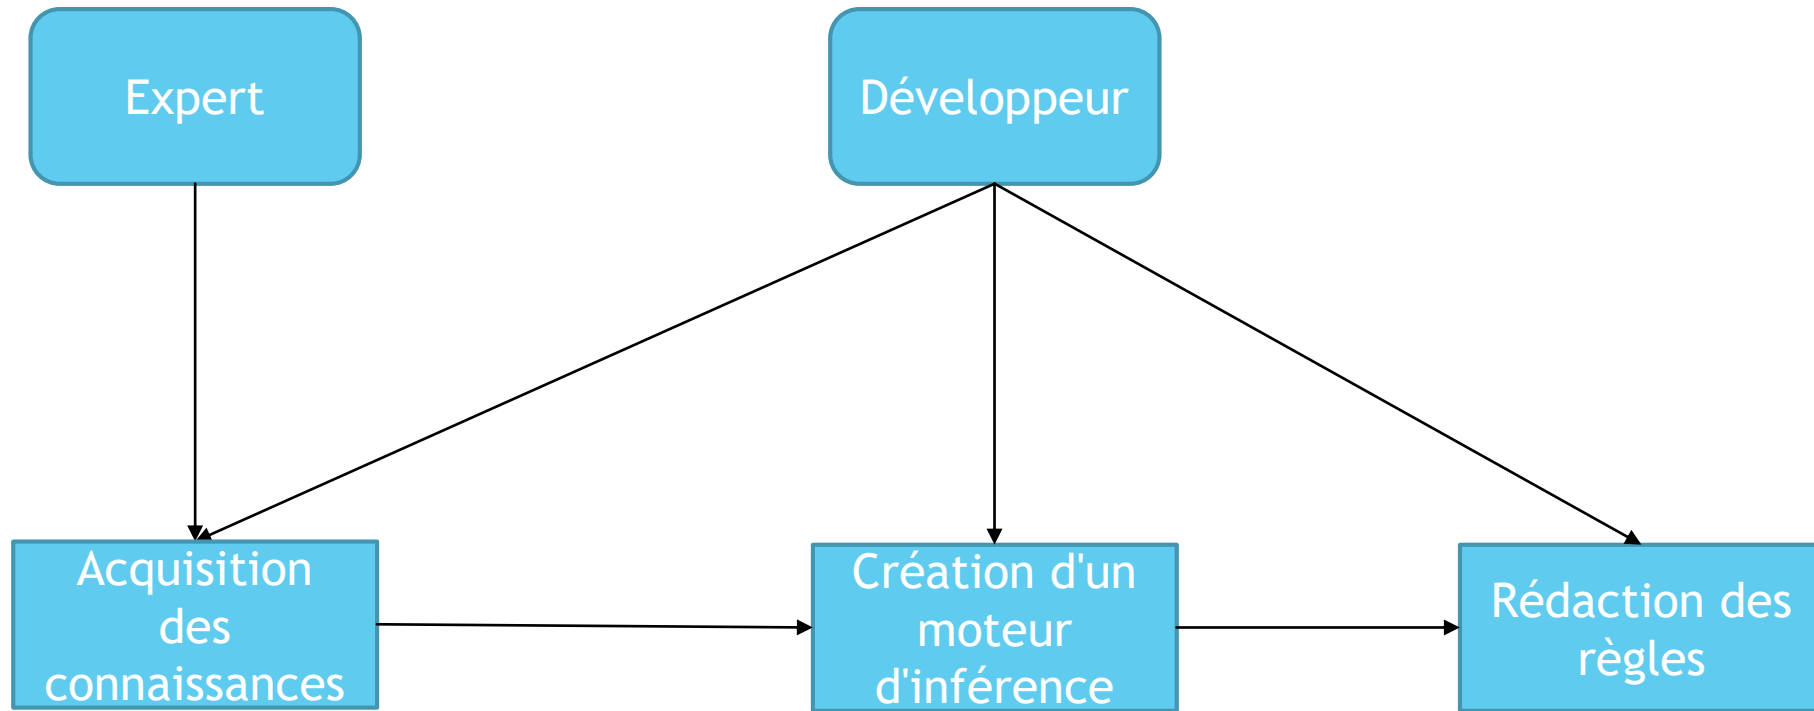 Expert
Développeur
Acquisition
des
connaissances
Création d'un
moteur
d'inférence
Rédaction des
règles